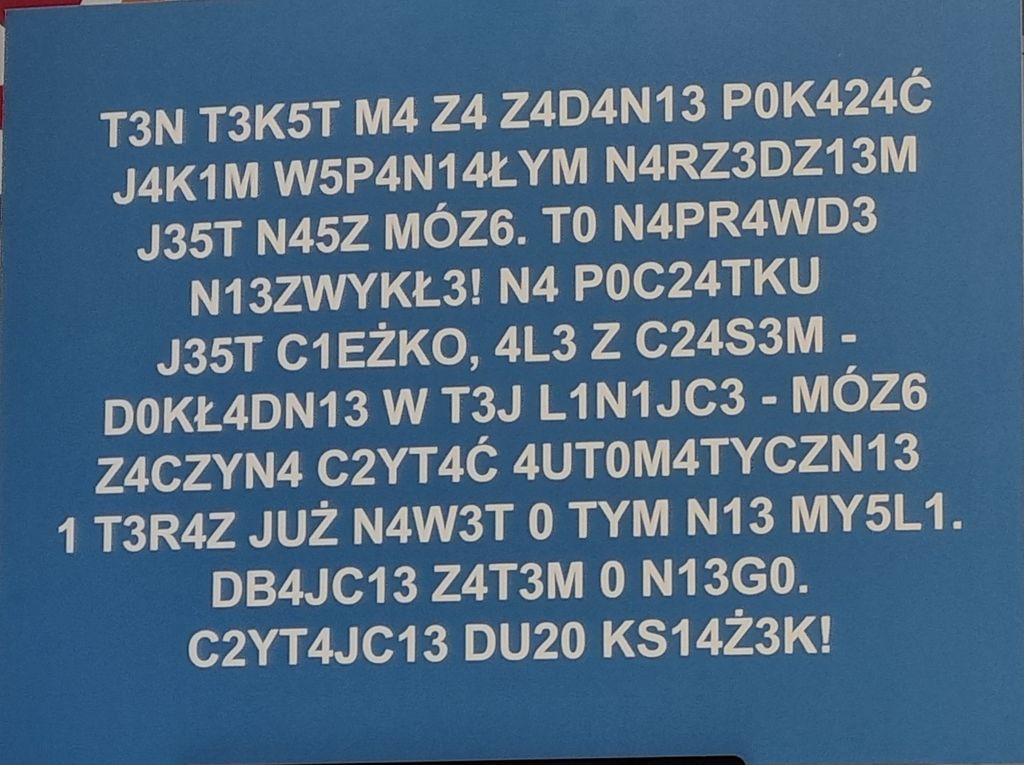 T3N T3K5T M4 Z4 Z4D4N13 P0K424Ć
J4K1M W5P4N14ŁYM N4RZ3DZ13M
J35T N45Z MÓZ6. T0 N4PR4WD3
N13ZWYKŁ3! N4 P0C24TKU
J35T C1EŻKO, 4L3 Z C24S3M -
D0KŁ4DN13 W T3J L1N1JC3 - MÓZ6
Z4CZYN4 C2YT4Ć 4UT0M4TYCZN13
1 T3R4Z JUŻ N4W3T 0 TYM N13 MY5L1.
DB4JC13 Z4T3M 0 N13G0.
C2YT4JC13 DU20 KS14Ż3K!